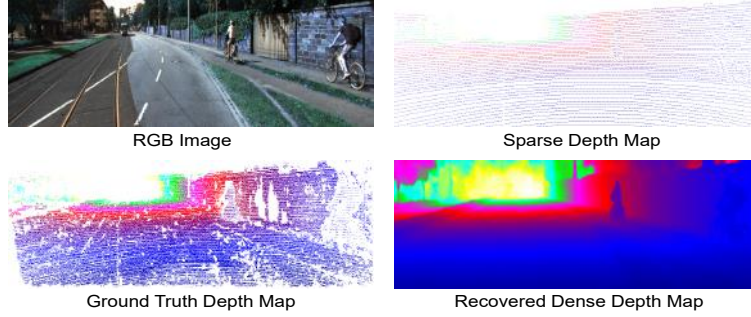 RGB Image
Sparse Depth Map
Ground Truth Depth Map
Recovered Dense Depth Map